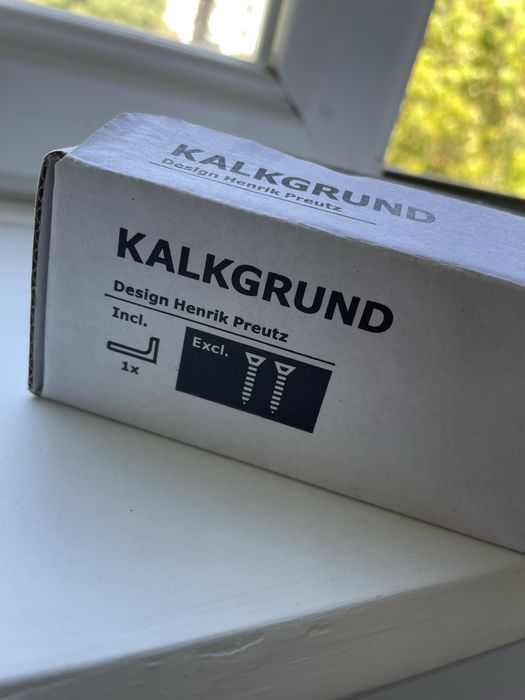 KALKGRUND
Design Henrik Preutz
KALKGRUND
Design Henrik Preutz
Incl.
1x
Excl.